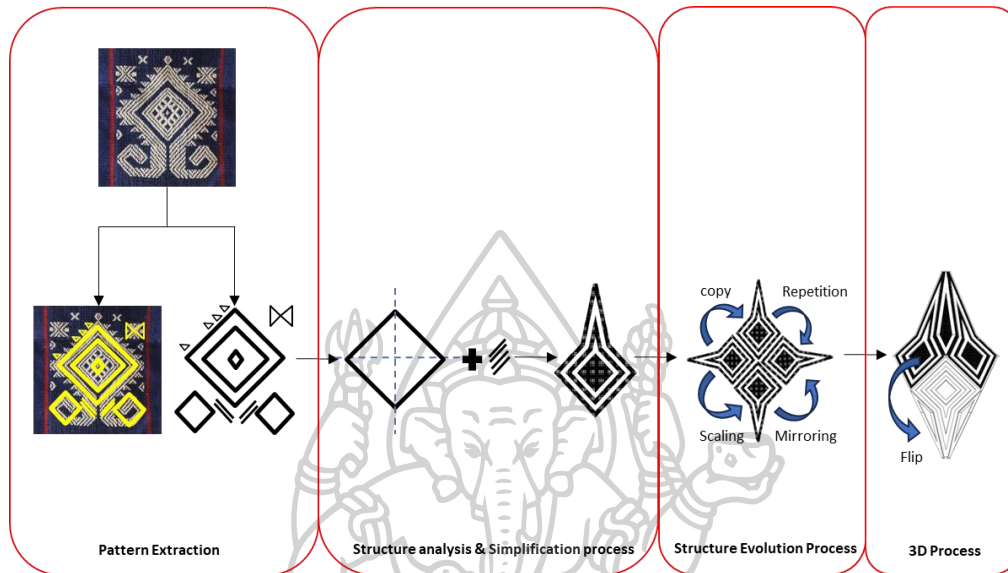 copy
Repetition
Scaling
Mirroring
Flip
Pattern Extraction
Structure analysis & Simplification process
Structure Evolution Process
3D Process